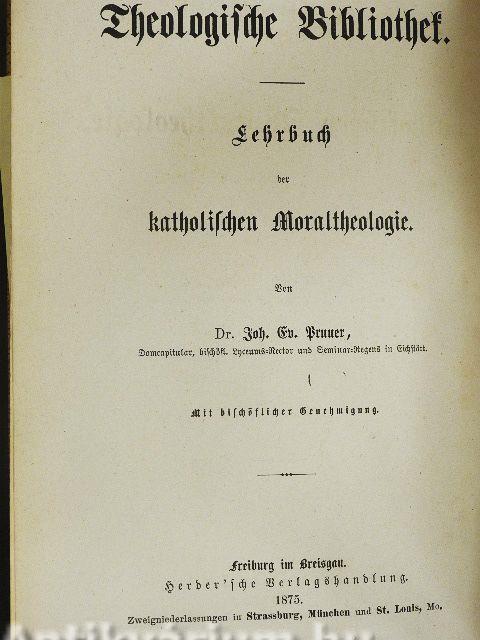 Theologische Bibliothek.
Lehrbuch
der
katholischen Moraltheologie.
Von
Dr. Joh. Ev. Pruner,
Domcapitular, bischöfl. Lyceums-Rector und Seminar-Regens in Eichstätt.
Mit bischöflicher Genehmigung.
Freiburg im Breisgau.
Herder'sche Verlagshandlung.
1875.
Zweigniederlassungen in Strassburg, München und St. Louis, Mo.